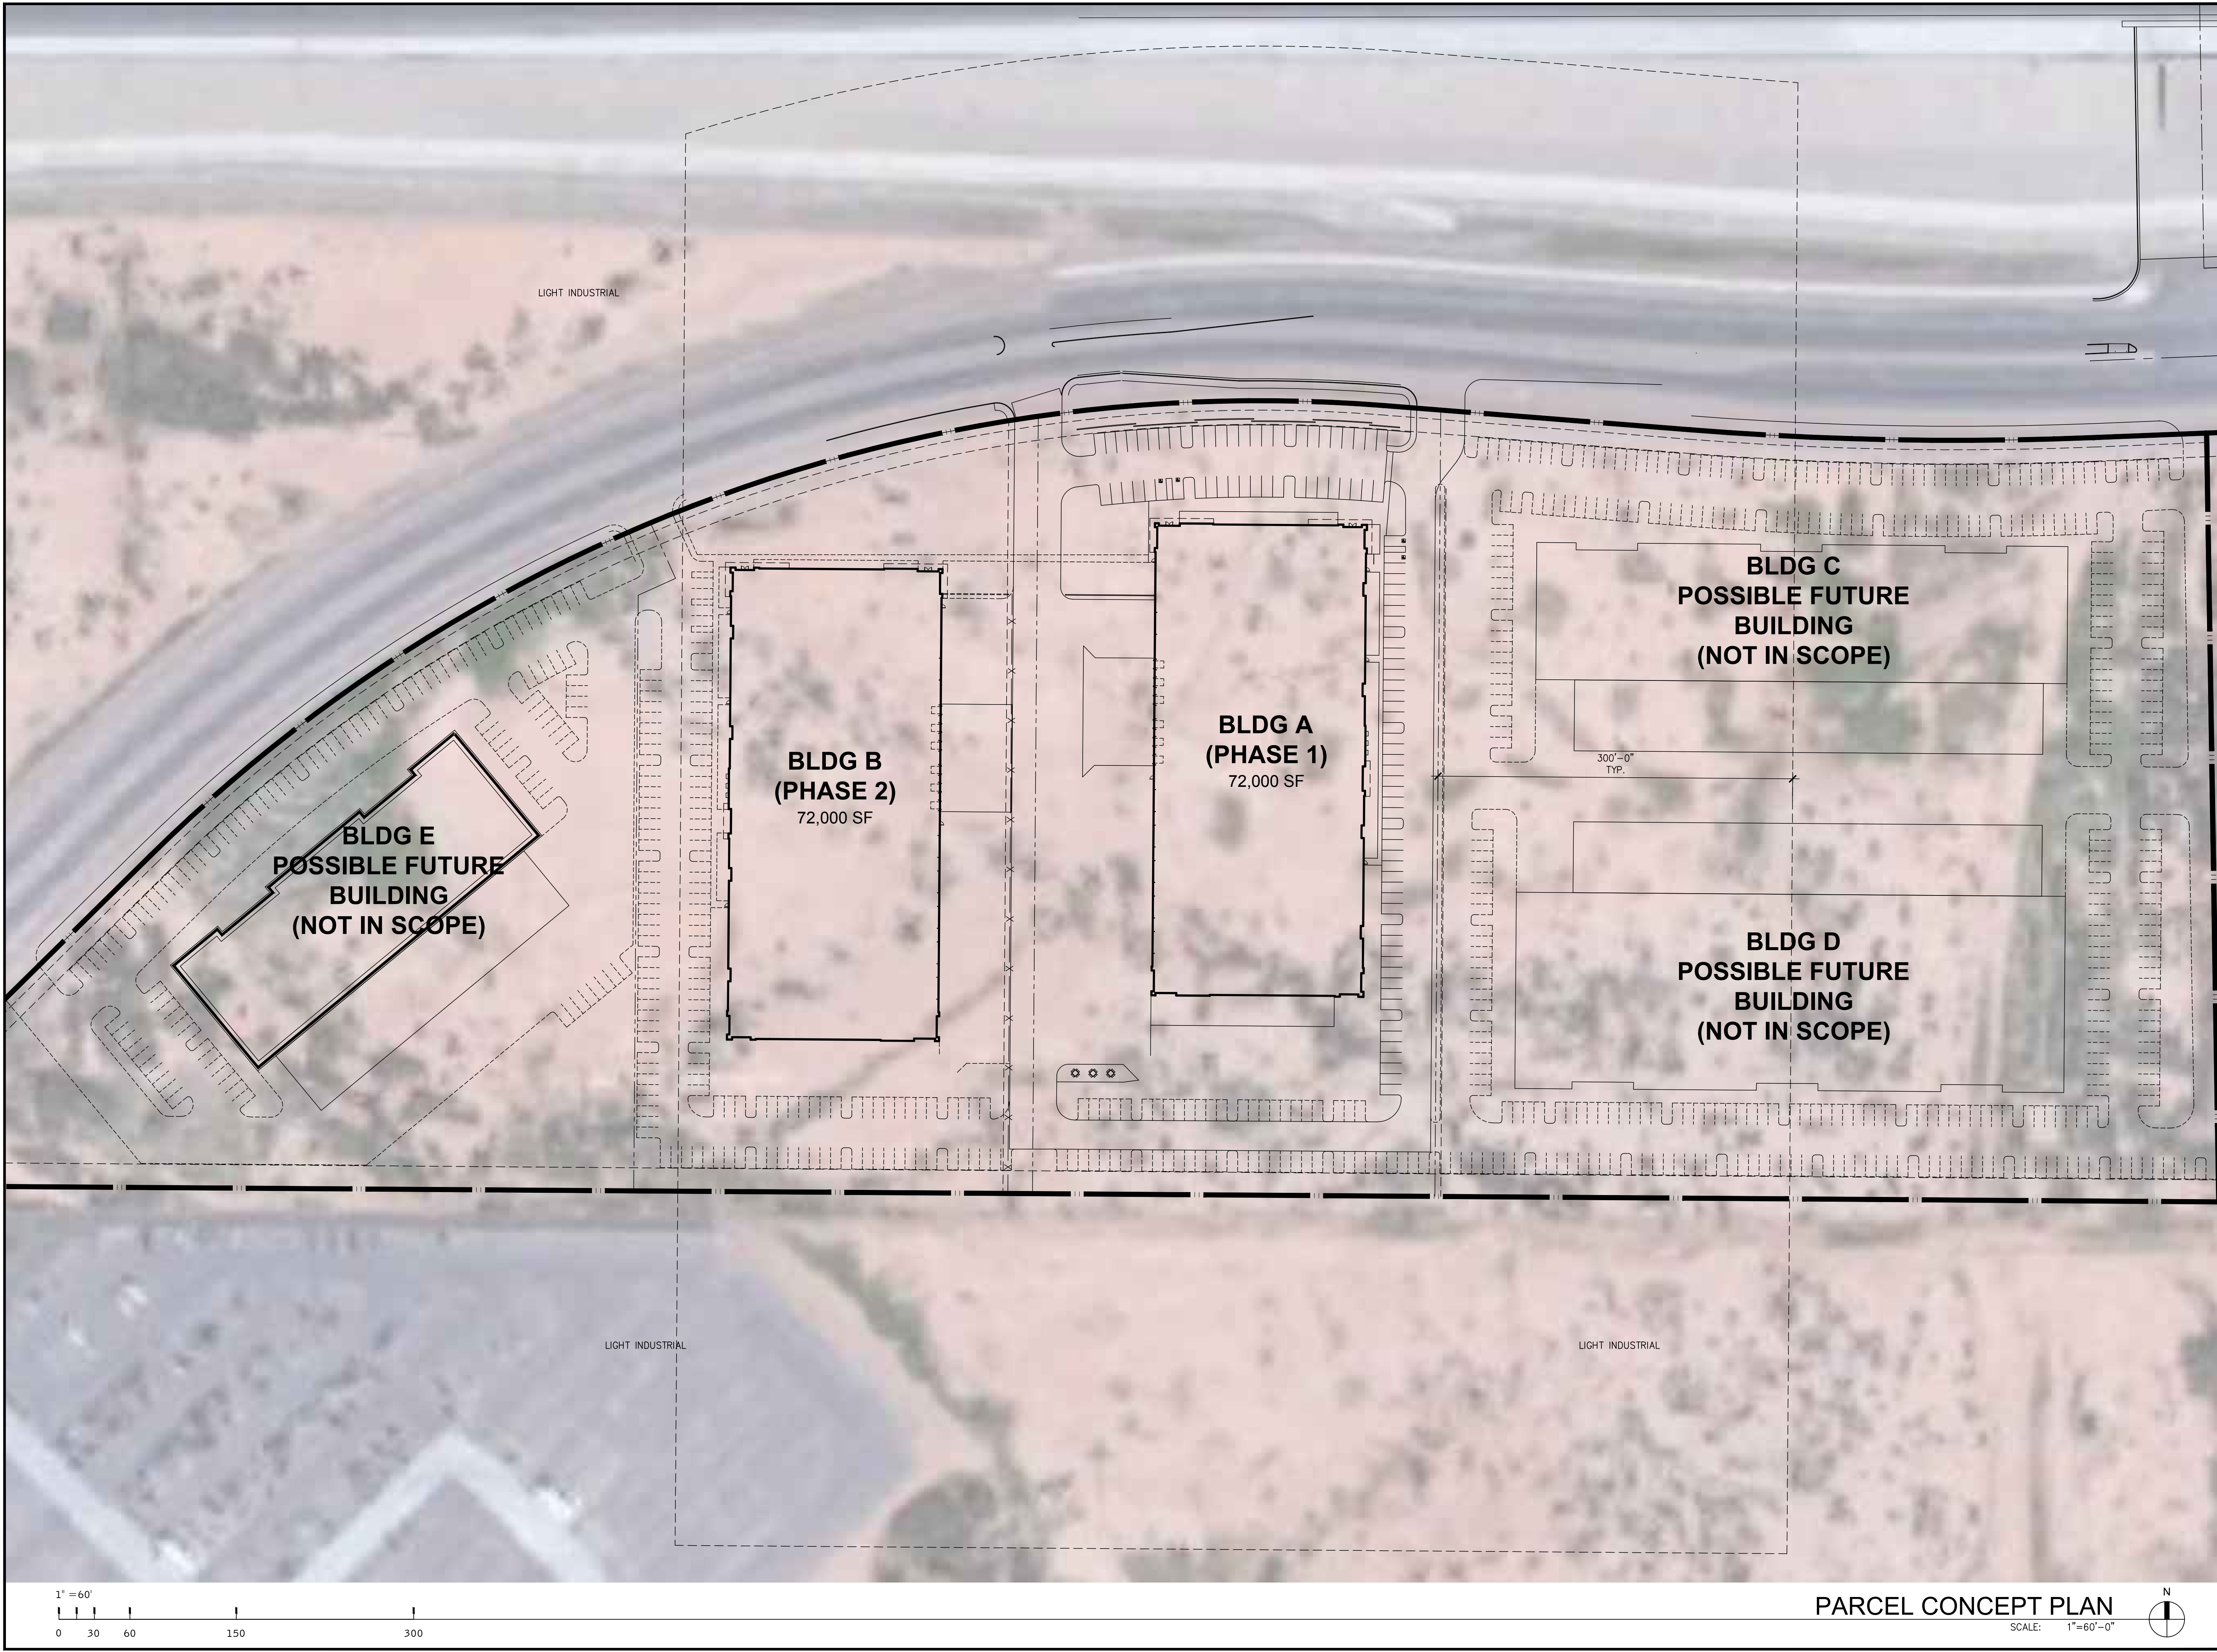 LIGHT INDUSTRIAL
BLDG C
POSSIBLE FUTURE
BUILDING
(NOT IN SCOPE)
BLDG A
(PHASE 1)
72,000 SF
BLDG B
(PHASE 2)
72,000 SF
300'-0"
TYP.
BLDG E
POSSIBLE FUTURE
BUILDING
(NOT IN SCOPE)
BLDG D
POSSIBLE FUTURE
BUILDING
(NOT IN SCOPE)
LIGHT INDUSTRIAL
LIGHT INDUSTRIAL
1" =60'
0 30 60 150 300
PARCEL CONCEPT PLAN
SCALE: 1"=60'-0"
N